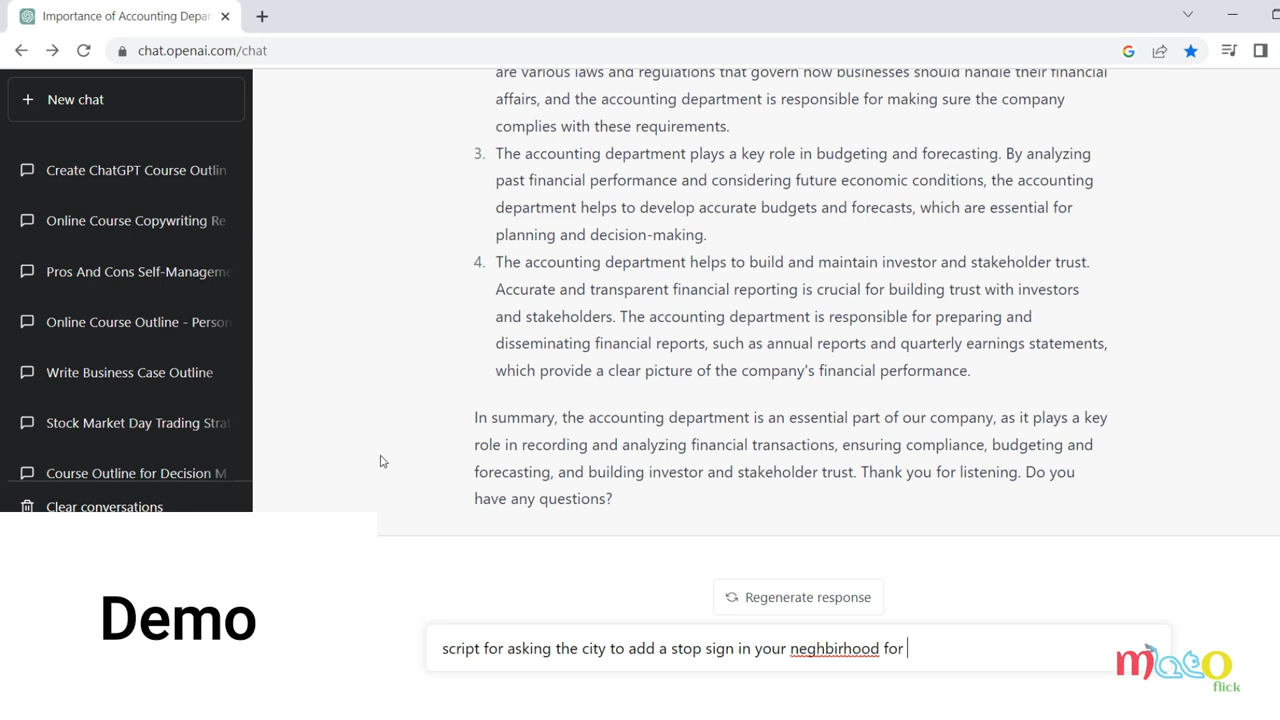 Importance of Accounting Depar
chat.openai.com/chat
New chat
Create ChatGPT Course Outlin
Online Course Copywriting Re
Pros And Cons Self-Manageme
Online Course Outline - Person
Write Business Case Outline
Stock Market Day Trading Strat
Course Outline for Decision M
Clear conversations
are various laws and regulations that govern how businesses should handle their financial
affairs, and the accounting department is responsible for making sure the company
complies with these requirements.
3. The accounting department plays a key role in budgeting and forecasting. By analyzing
past financial performance and considering future economic conditions, the accounting
department helps to develop accurate budgets and forecasts, which are essential for
planning and decision-making.
4. The accounting department helps to build and maintain investor and stakeholder trust.
Accurate and transparent financial reporting is crucial for building trust with investors
and stakeholders. The accounting department is responsible for preparing and
disseminating financial reports, such as annual reports and quarterly earnings statements,
which provide a clear picture of the company's financial performance.
In summary, the accounting department is an essential part of our company, as it plays a key
role in recording and analyzing financial transactions, ensuring compliance, budgeting and
forecasting, and building investor and stakeholder trust. Thank you for listening. Do you
have any questions?
Regenerate response
Demo
script for asking the city to add a stop sign in your neghbirhood for
flick